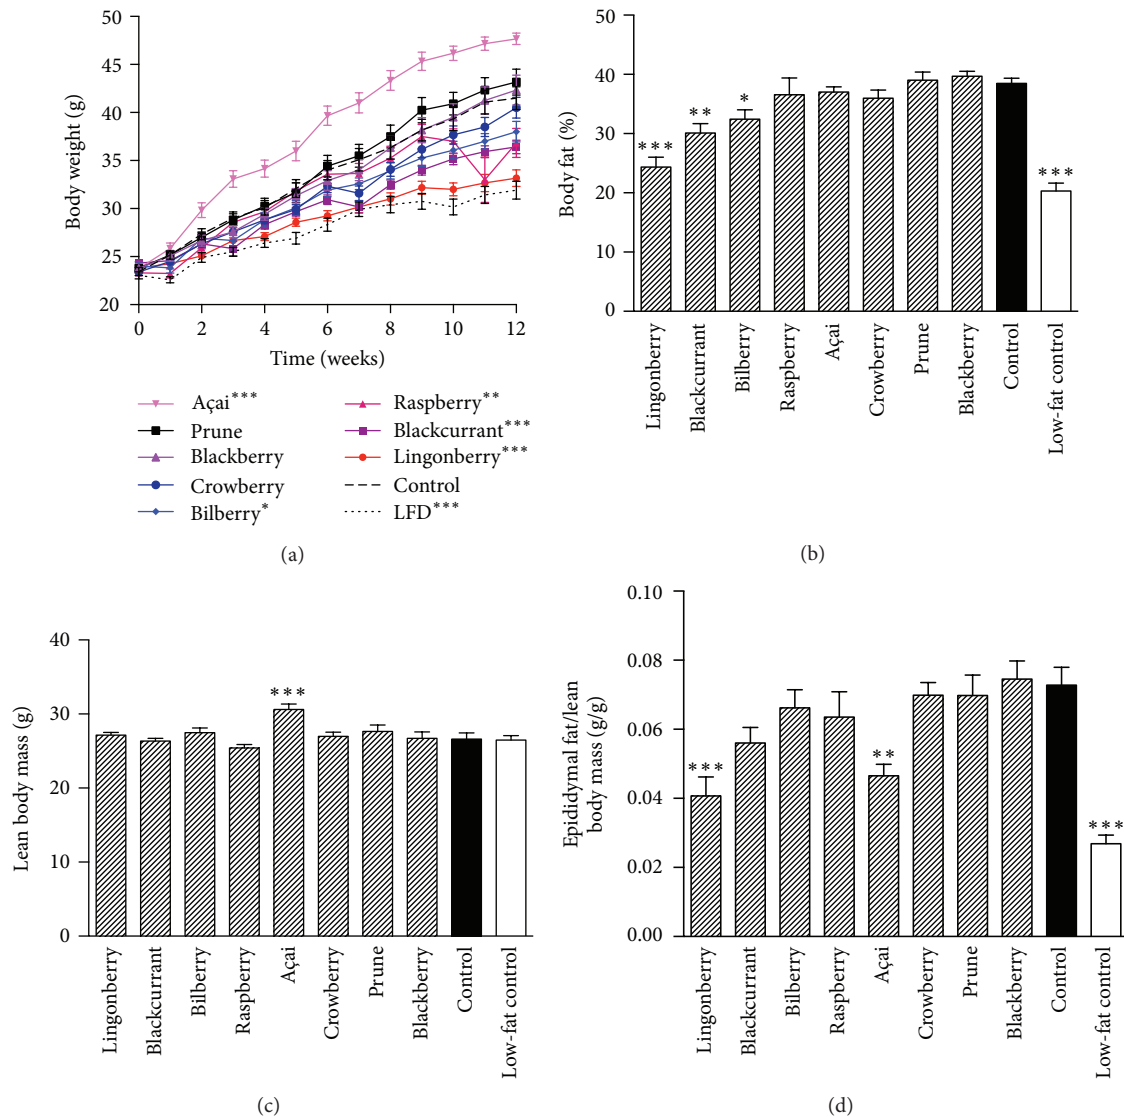 50
45
40
35
30
25
20
Body weight (g)
0 2 4 6 8 10 12
Time (weeks)
Açai***
Prune
Blackberry
Crowberry
Bilberry*
Raspberry**
Blackcurrant***
Lingonberry***
Control
LFD***
(a)
50
40
30
20
10
0
Body fat (%)
***
**
*
***
Lingonberry
Blackcurrant
Bilberry
Raspberry
Açai
Crowberry
Prune
Blackberry
Control
Low-fat control
(b)
40
30
20
10
0
Lean body mass (g)
***
Lingonberry
Blackcurrant
Bilberry
Raspberry
Açai
Crowberry
Prune
Blackberry
Control
Low-fat control
(c)
0.10
0.08
0.06
0.04
0.02
0.00
Epididymal fat/lean
body mass (g/g)
***
**
***
Lingonberry
Blackcurrant
Bilberry
Raspberry
Açai
Crowberry
Prune
Blackberry
Control
Low-fat control
(d)